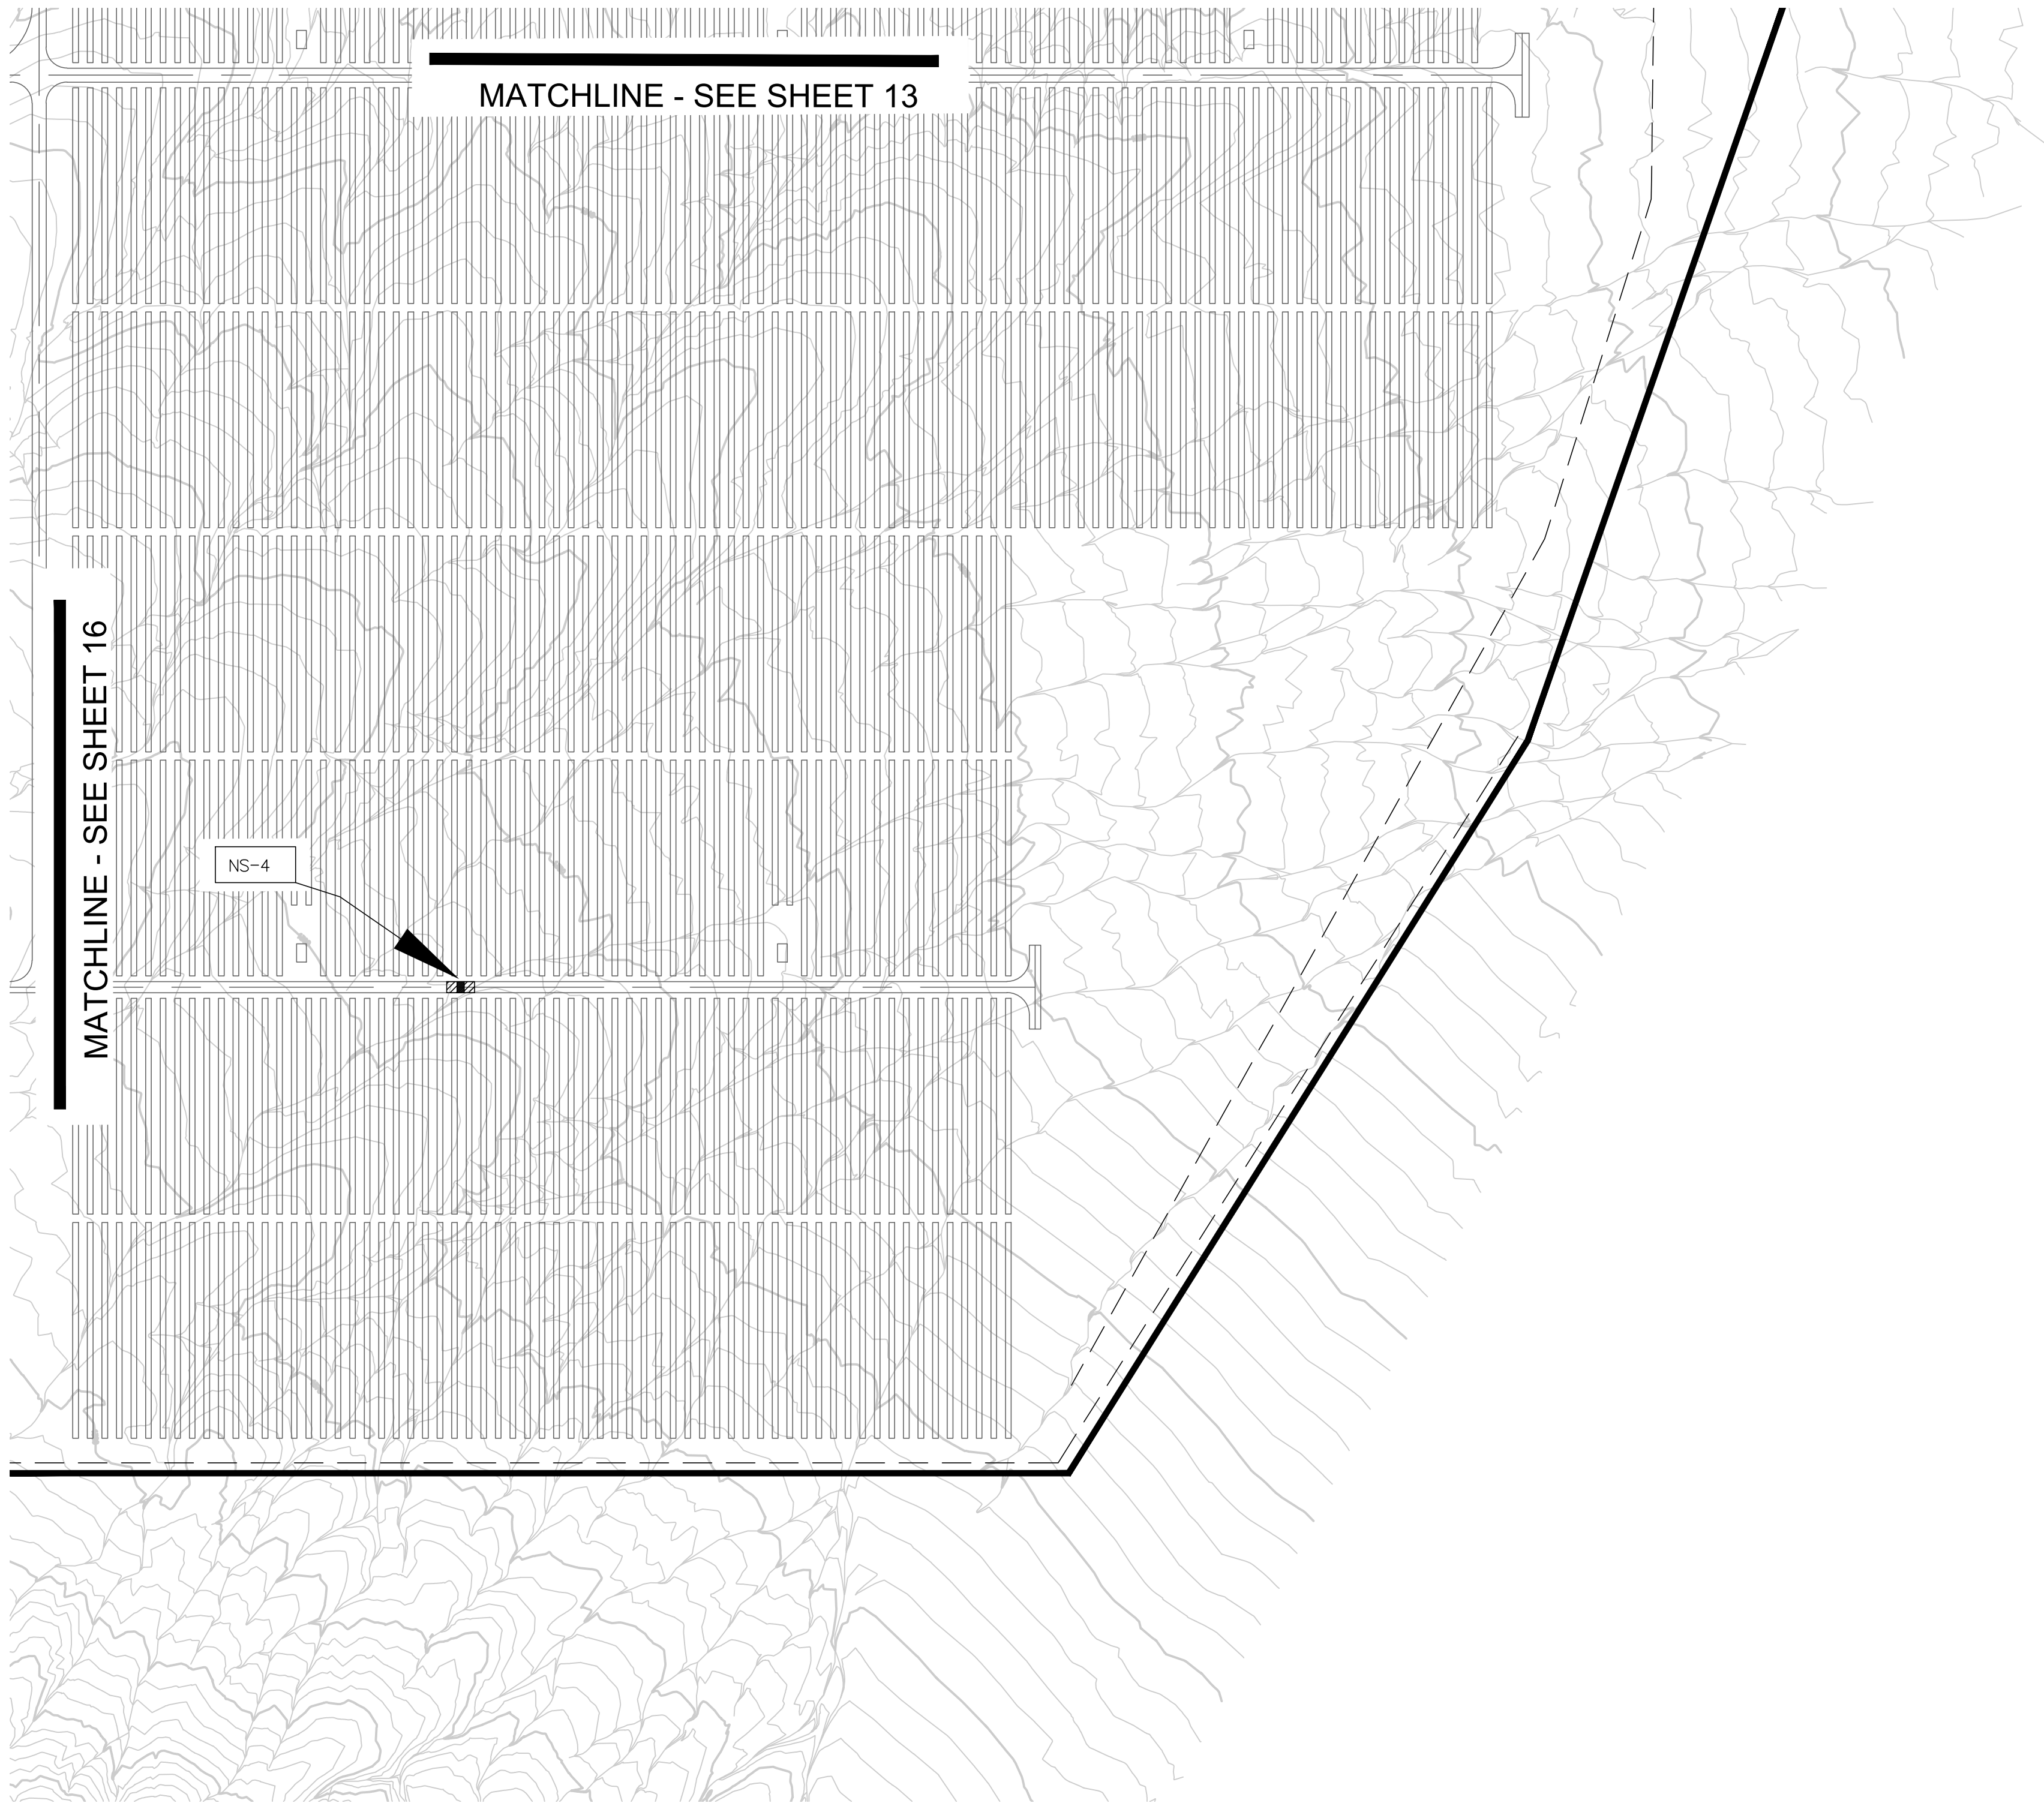 MATCHLINE - SEE SHEET 13
MATCHLINE - SEE SHEET 16
NS-4